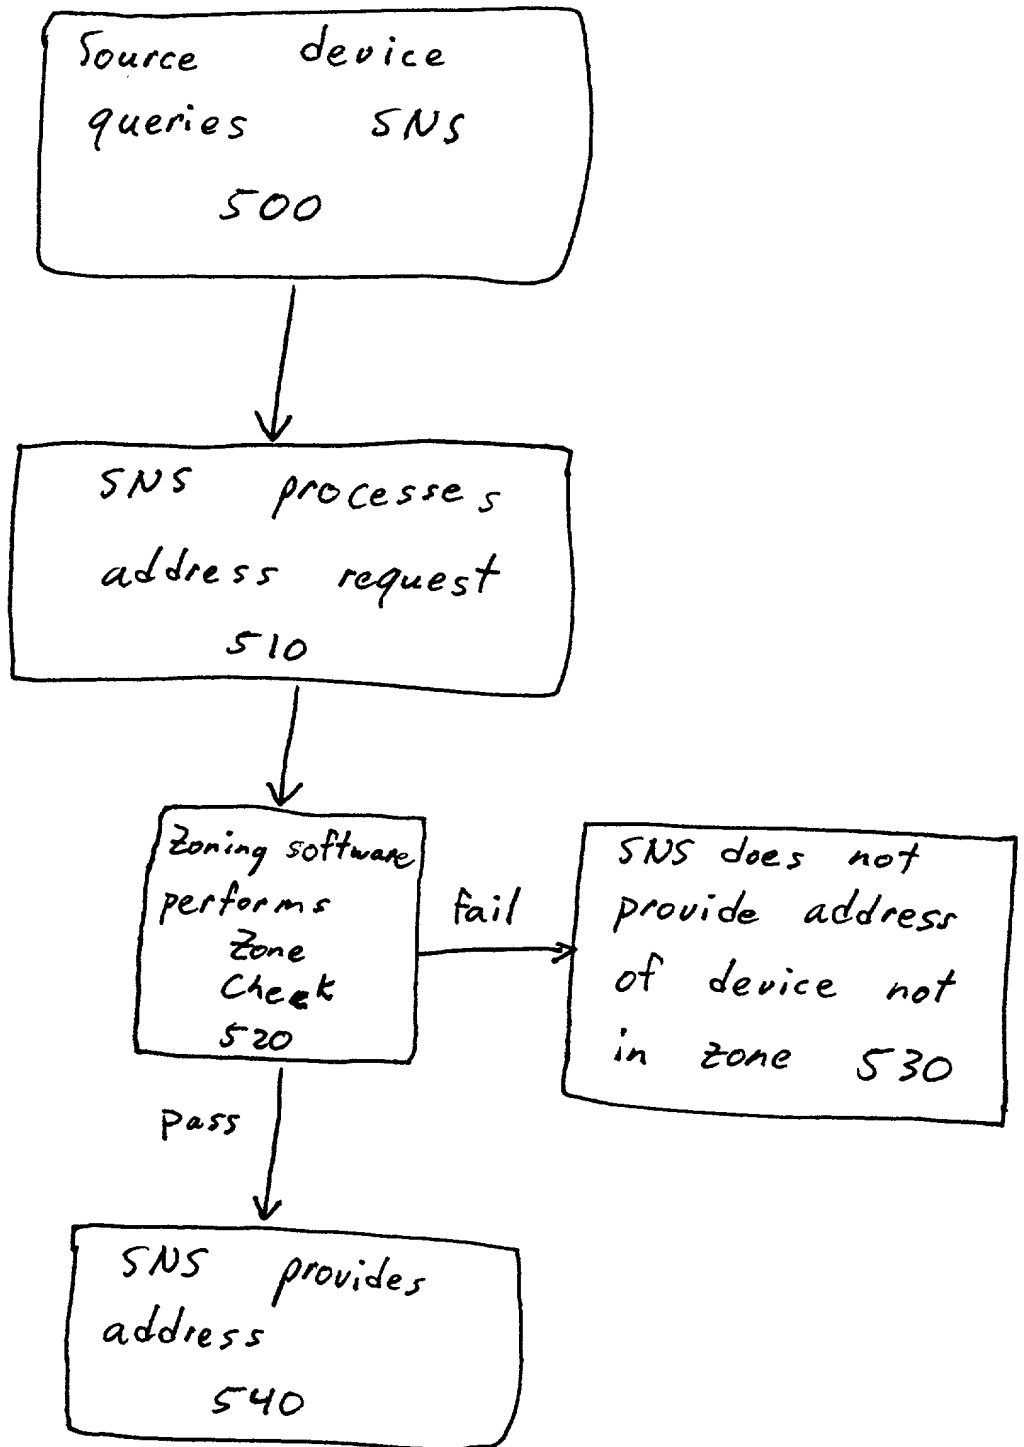 Source device
queries SNS
500
SNS processes
address request
510
Zoning software
performs
Zone
Check
520
fail
SNS does not
provide address
of device not
in zone 530
pass
SNS provides
address
540